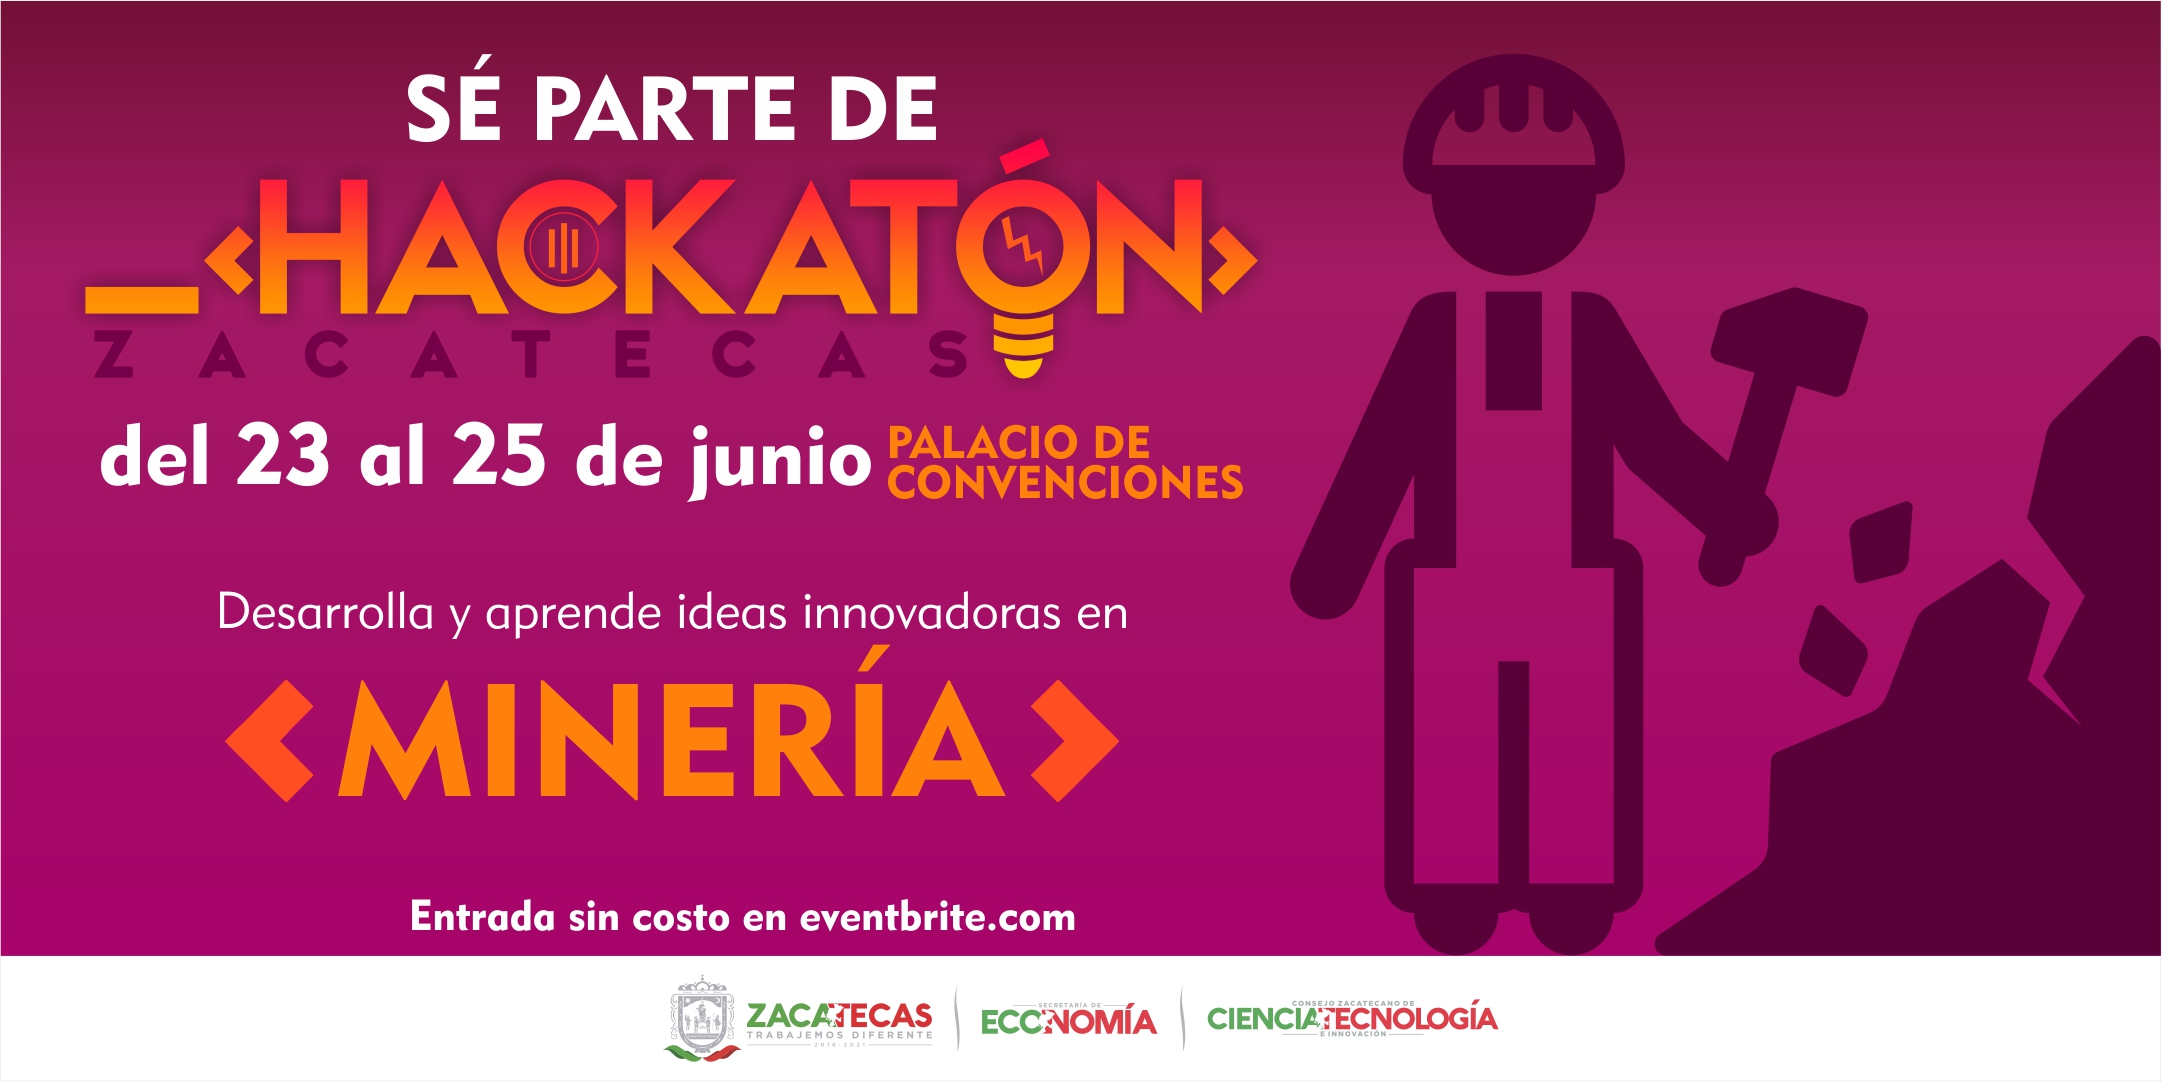 SÉ PARTE DE
_<HACKATÓN>
ZACATECAS
del 23 al 25 de junio
PALACIO DE
CONVENCIONES
Desarrolla y aprende ideas innovadoras en
<MINERÍA>
Entrada sin costo en eventbrite.com
ZACATECAS
TRABAJEMOS DIFERENTE
2016-2021
SECRETARÍA DE
ECONOMÍA
CONSEJO ZACATECANO DE
CIENCIA TECNOLOGÍA
E INNOVACIÓN